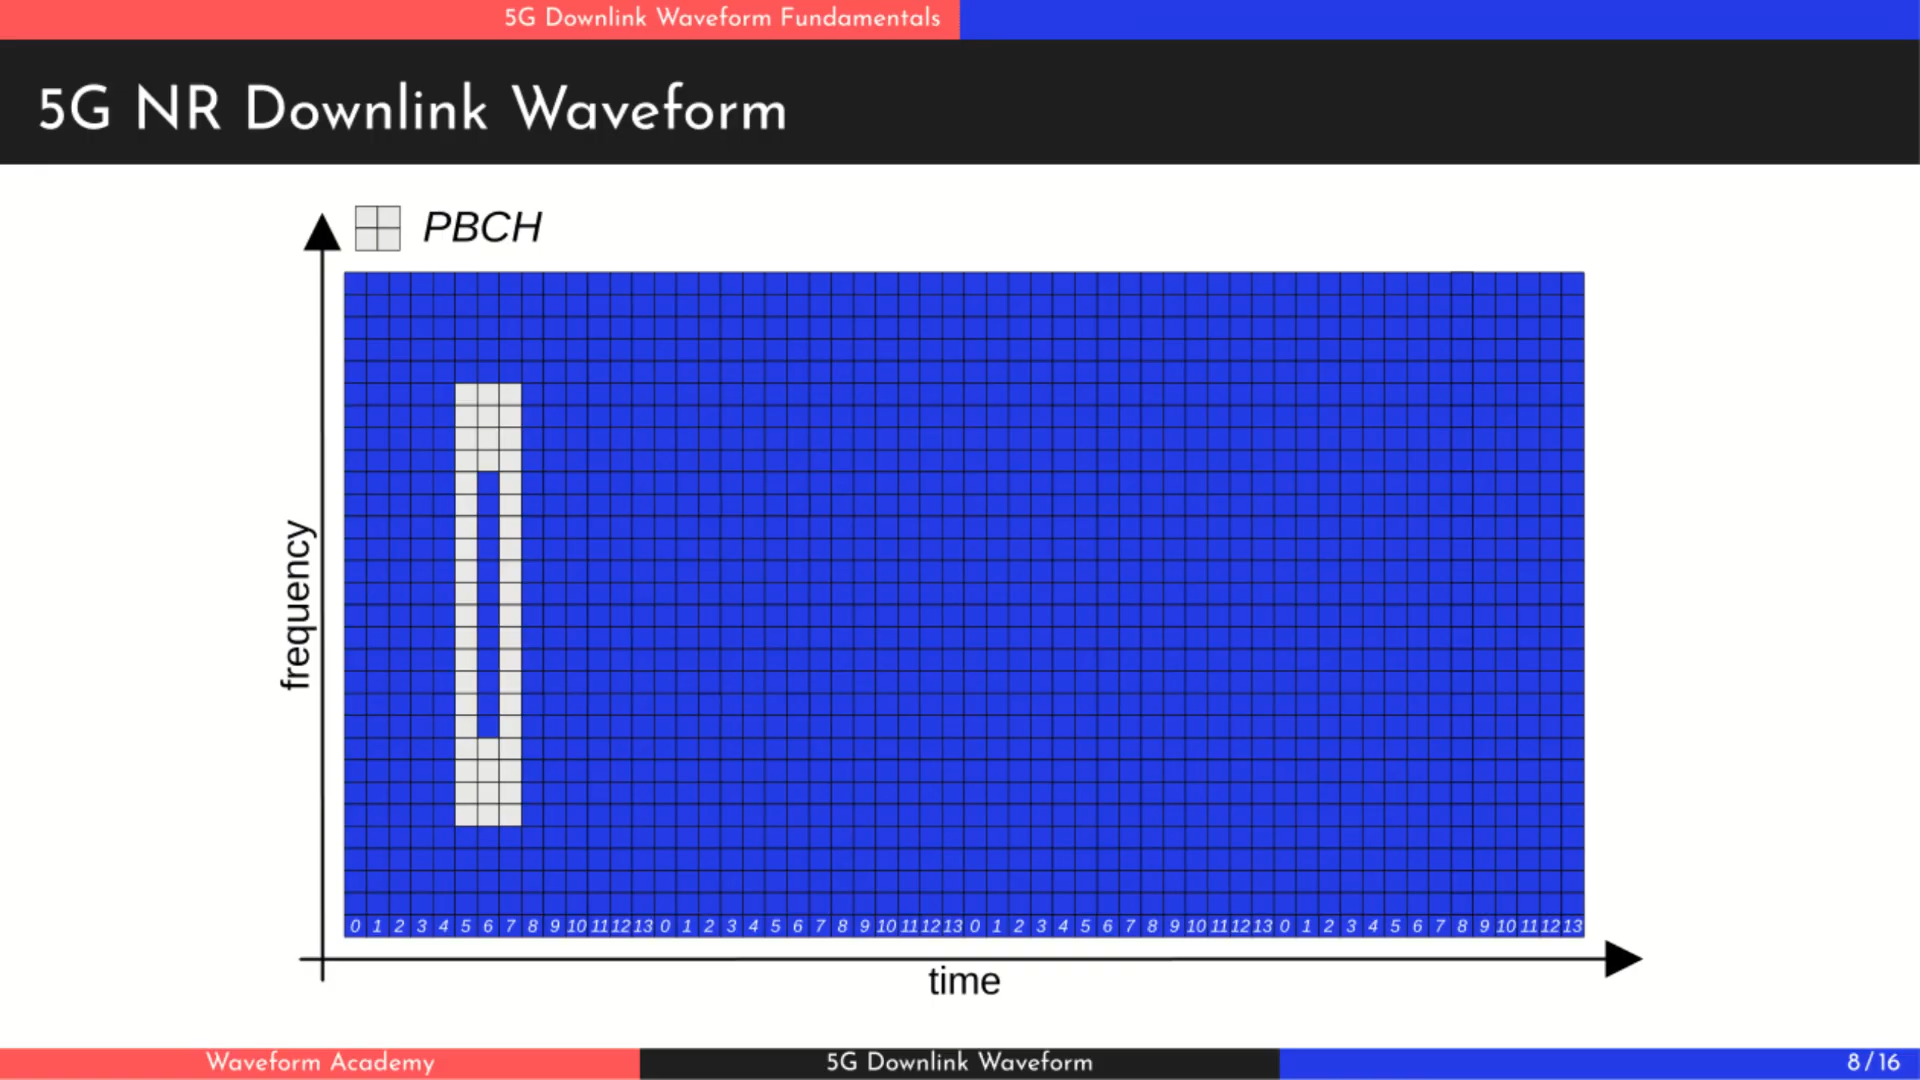 5G Downlink Waveform Fundamentals
5G NR Downlink Waveform
PBCH
frequency
0 1 2 3 4 5 6 7 8 9 10 11 12 13 0 1 2 3 4 5 6 7 8 9 10 11 12 13 0 1 2 3 4 5 6 7 8 9 10 11 12 13 0 1 2 3 4 5 6 7 8 9 10 11 12 13
time
Waveform Academy
5G Downlink Waveform
8 / 16